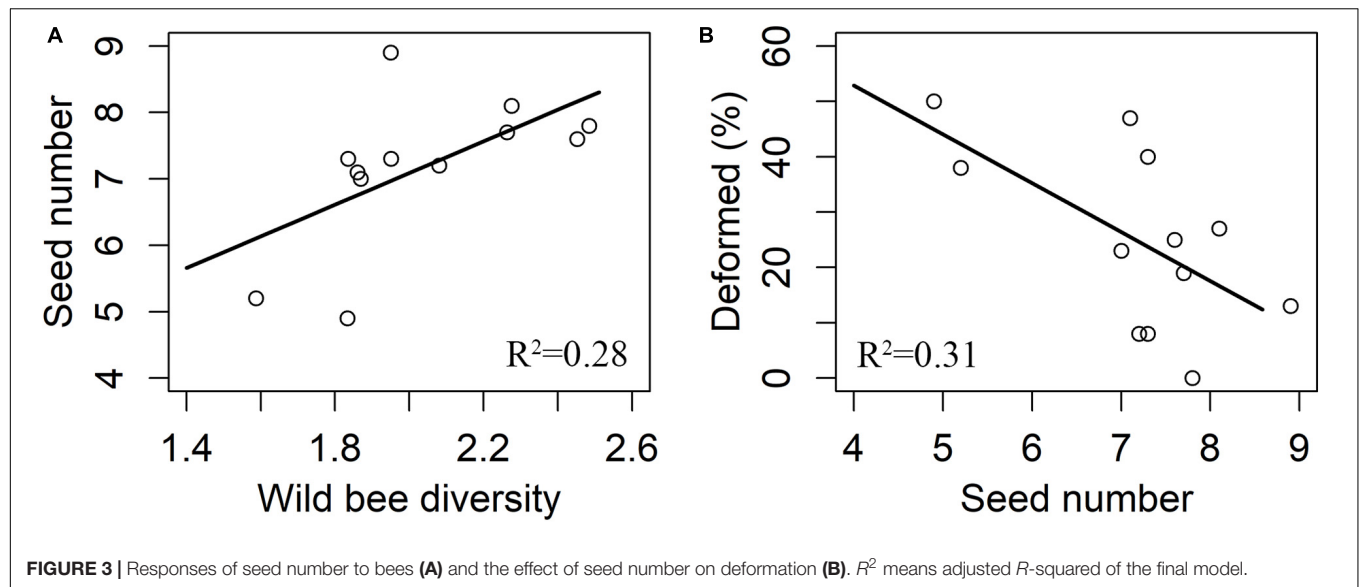 A
Seed number
9
8
7
6
5
4
R²=0.28
1.4 1.8 2.2 2.6
Wild bee diversity
B
Deformed (%)
60
40
20
0
R²=0.31
4 5 6 7 8 9
Seed number
FIGURE 3 | Responses of seed number to bees (A) and the effect of seed number on deformation (B). R² means adjusted R-squared of the final model.